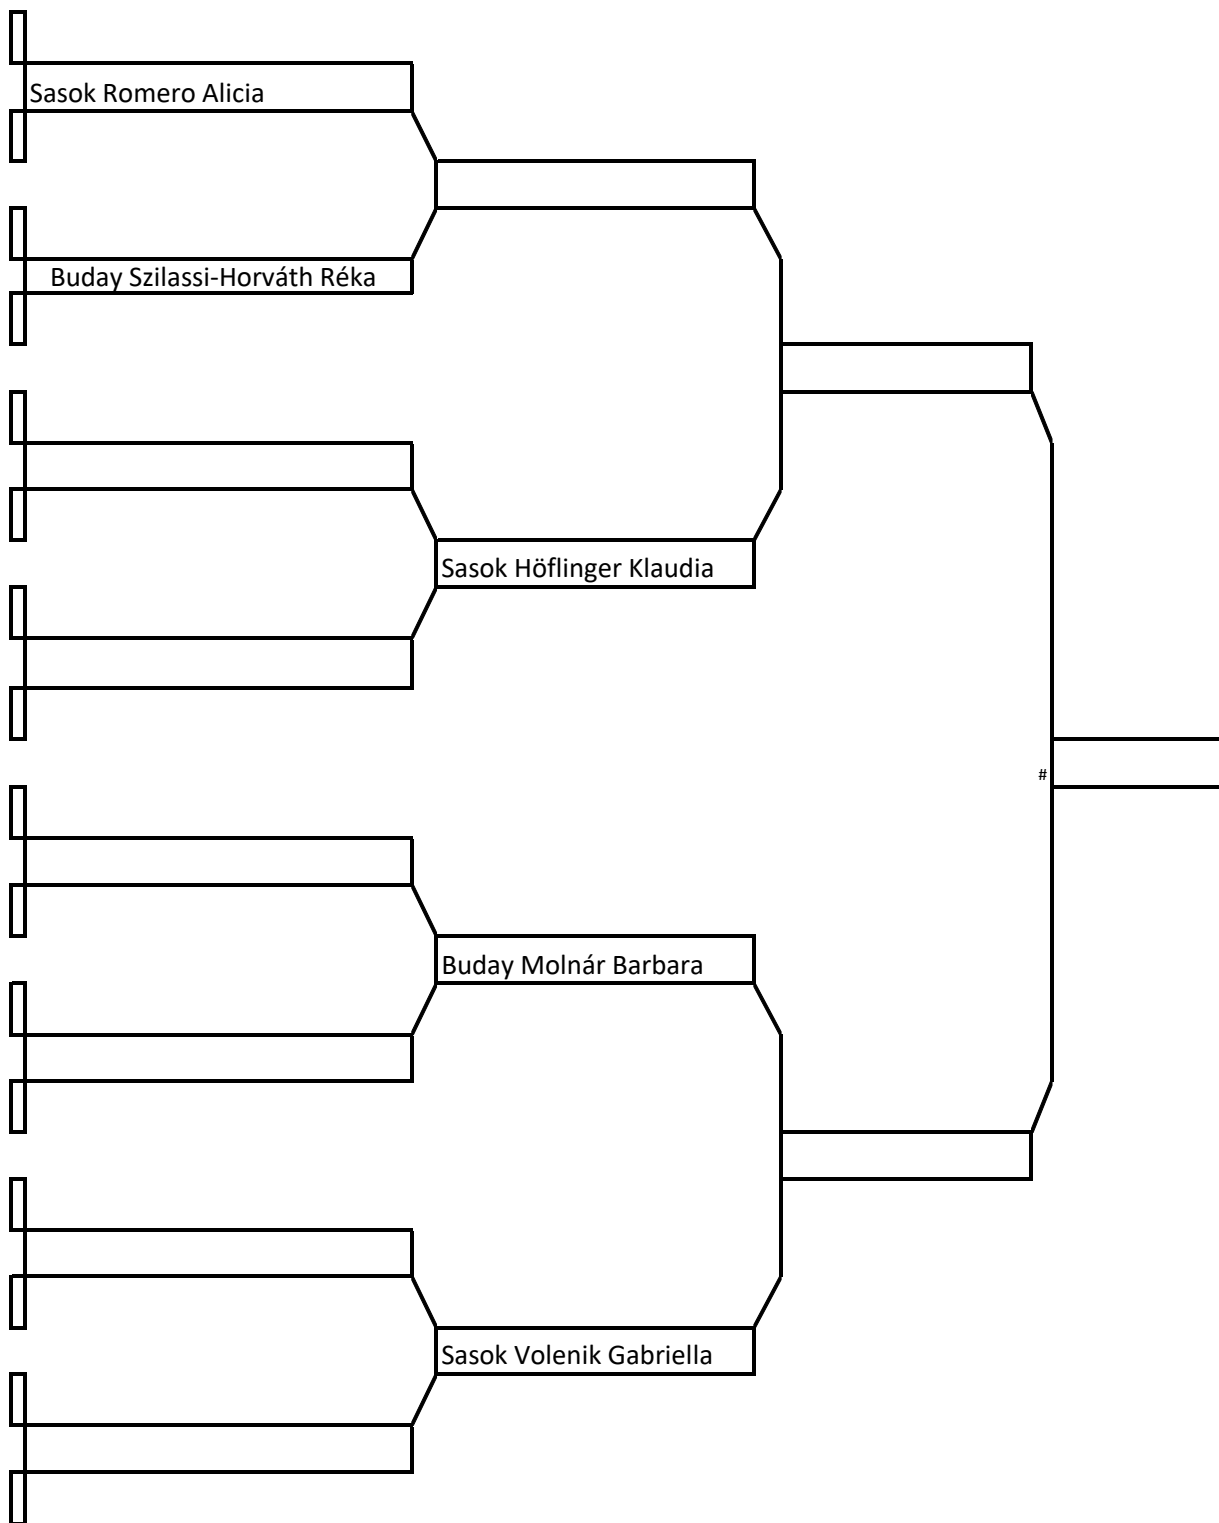 Sasok Romero Alicia
Buday Szilassi-Horváth Réka
Sasok Höflinger Klaudia
#
Buday Molnár Barbara
Sasok Volenik Gabriella